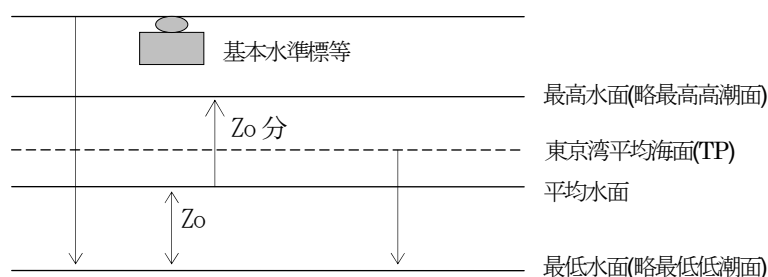 基本水準標等
最高水面(略最高高潮面)
Zo 分
東京湾平均海面(TP)
平均水面
Zo
最低水面(略最低低潮面)